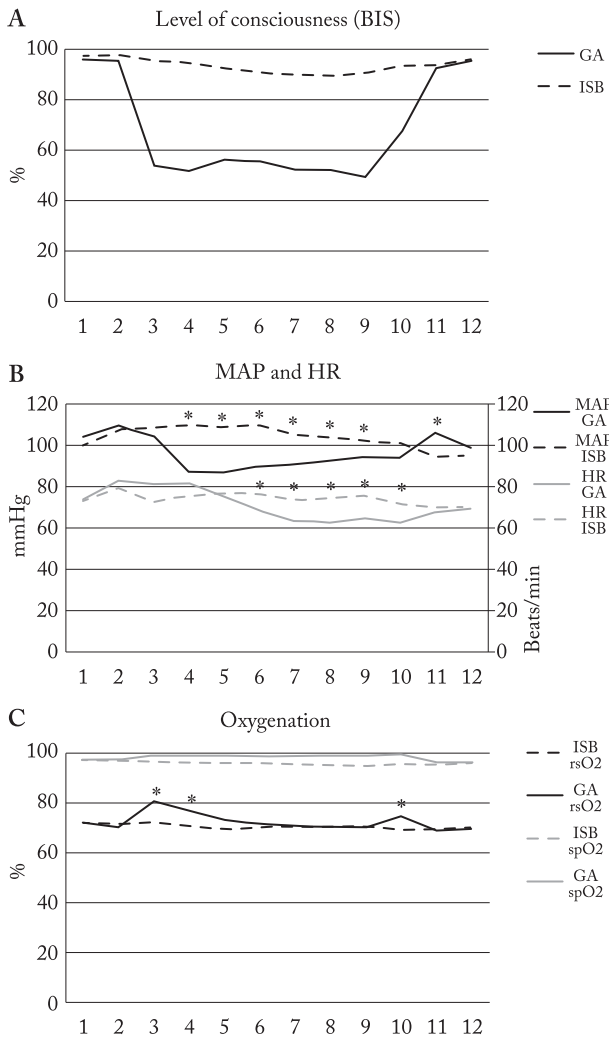 A
Level of consciousness (BIS)
100
80
60
40
20
0
%
1 2 3 4 5 6 7 8 9 10 11 12
GA
ISB
B
MAP and HR
120
100
80
60
40
20
0
mmHg
* * * * * * *
* * * * *
120
100
80
60
40
20
0
Beats/min
1 2 3 4 5 6 7 8 9 10 11 12
MAP
GA
MAP
ISB
HR
GA
HR
ISB
C
Oxygenation
100
80
60
40
20
0
%
* * *
1 2 3 4 5 6 7 8 9 10 11 12
ISB
rsO2
GA
rsO2
ISB
spO2
GA
spO2